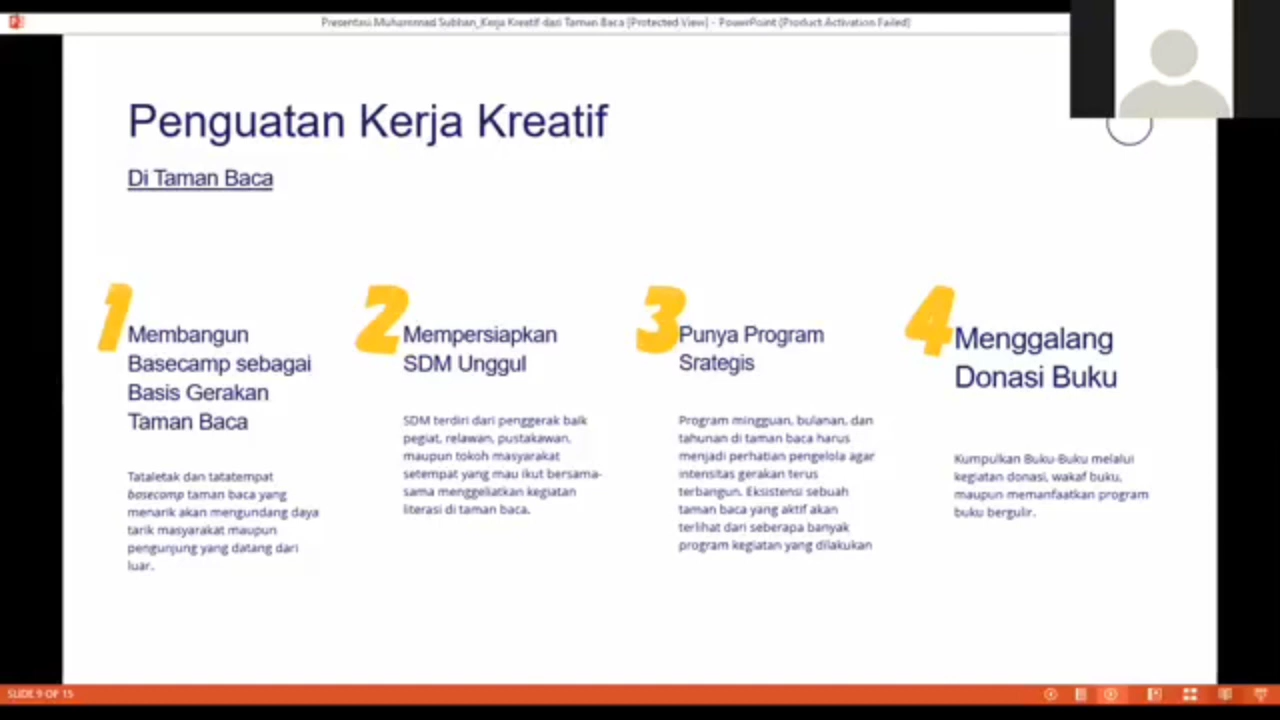 Presentasi Muhammad Subhan_Kerja Kreatif dari Taman Baca [Protected View] - PowerPoint (Product Activation Failed)
Penguatan Kerja Kreatif
Di Taman Baca
1
Membangun
Basecamp sebagai
Basis Gerakan
Taman Baca
Tataletak dan tatatempat
basecamp taman baca yang
menarik akan mengundang daya
tarik masyarakat maupun
pengunjung yang datang dari
luar.
2
Mempersiapkan
SDM Unggul
SDM terdiri dari penggerak baik
pegiat, relawan, pustakawan,
maupun tokoh masyarakat
setempat yang mau ikut bersama-
sama menggeliatkan kegiatan
literasi di taman baca.
3
Punya Program
Srategis
Program mingguan, bulanan, dan
tahunan di taman baca harus
menjadi perhatian pengelola agar
intensitas gerakan terus
terbangun. Eksistensi sebuah
taman baca yang aktif akan
terlihat dari seberapa banyak
program kegiatan yang dilakukan
4
Menggalang
Donasi Buku
Kumpulkan Buku-Buku melalui
kegiatan donasi, wakaf buku,
maupun memanfaatkan program
buku bergulir.
SLIDE 9 OF 15